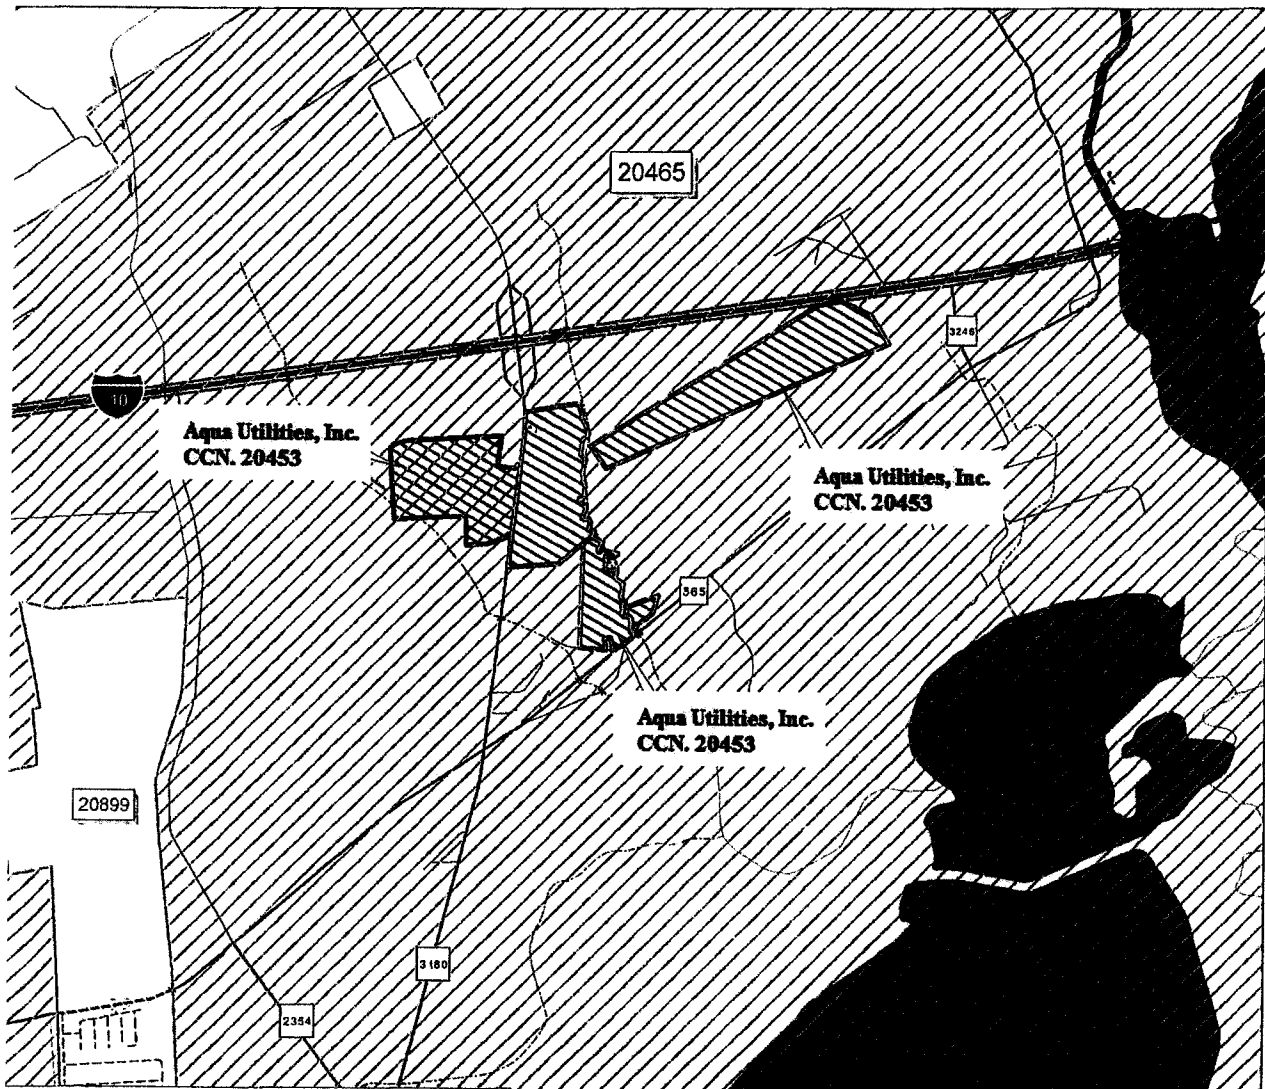 20465
3246
10
Aqua Utilities, Inc.
CCN. 20453
Aqua Utilities, Inc.
CCN. 20453
565
Aqua Utilities, Inc.
CCN. 20453
20899
3180
2354